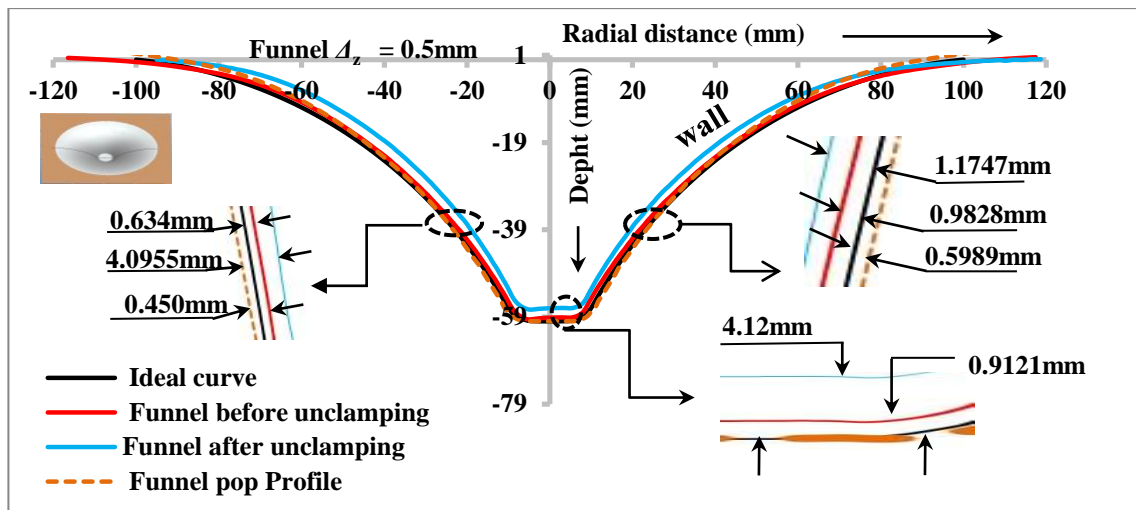 Funnel Δz = 0.5mm
Radial distance (mm)
1
-120 -100 -80 -60 -40 -20 0 20 40 60 80 100 120
Depht (mm)
wall
-19
-39
-59
-79
0.634mm
4.0955mm
0.450mm
1.1747mm
0.9828mm
0.5989mm
4.12mm
0.9121mm
Ideal curve
Funnel before unclamping
Funnel after unclamping
Funnel pop Profile